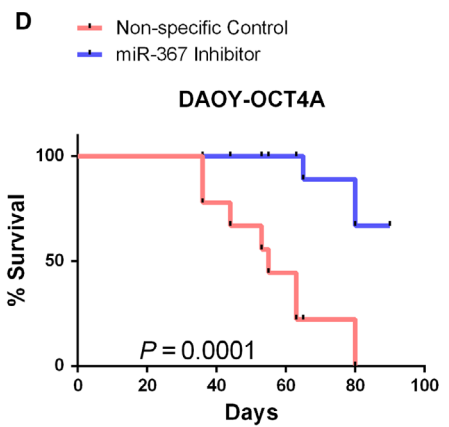 D
Non-specific Control
miR-367 Inhibitor
DAOY-OCT4A
100
50
0
% Survival
P = 0.0001
0 20 40 60 80 100
Days